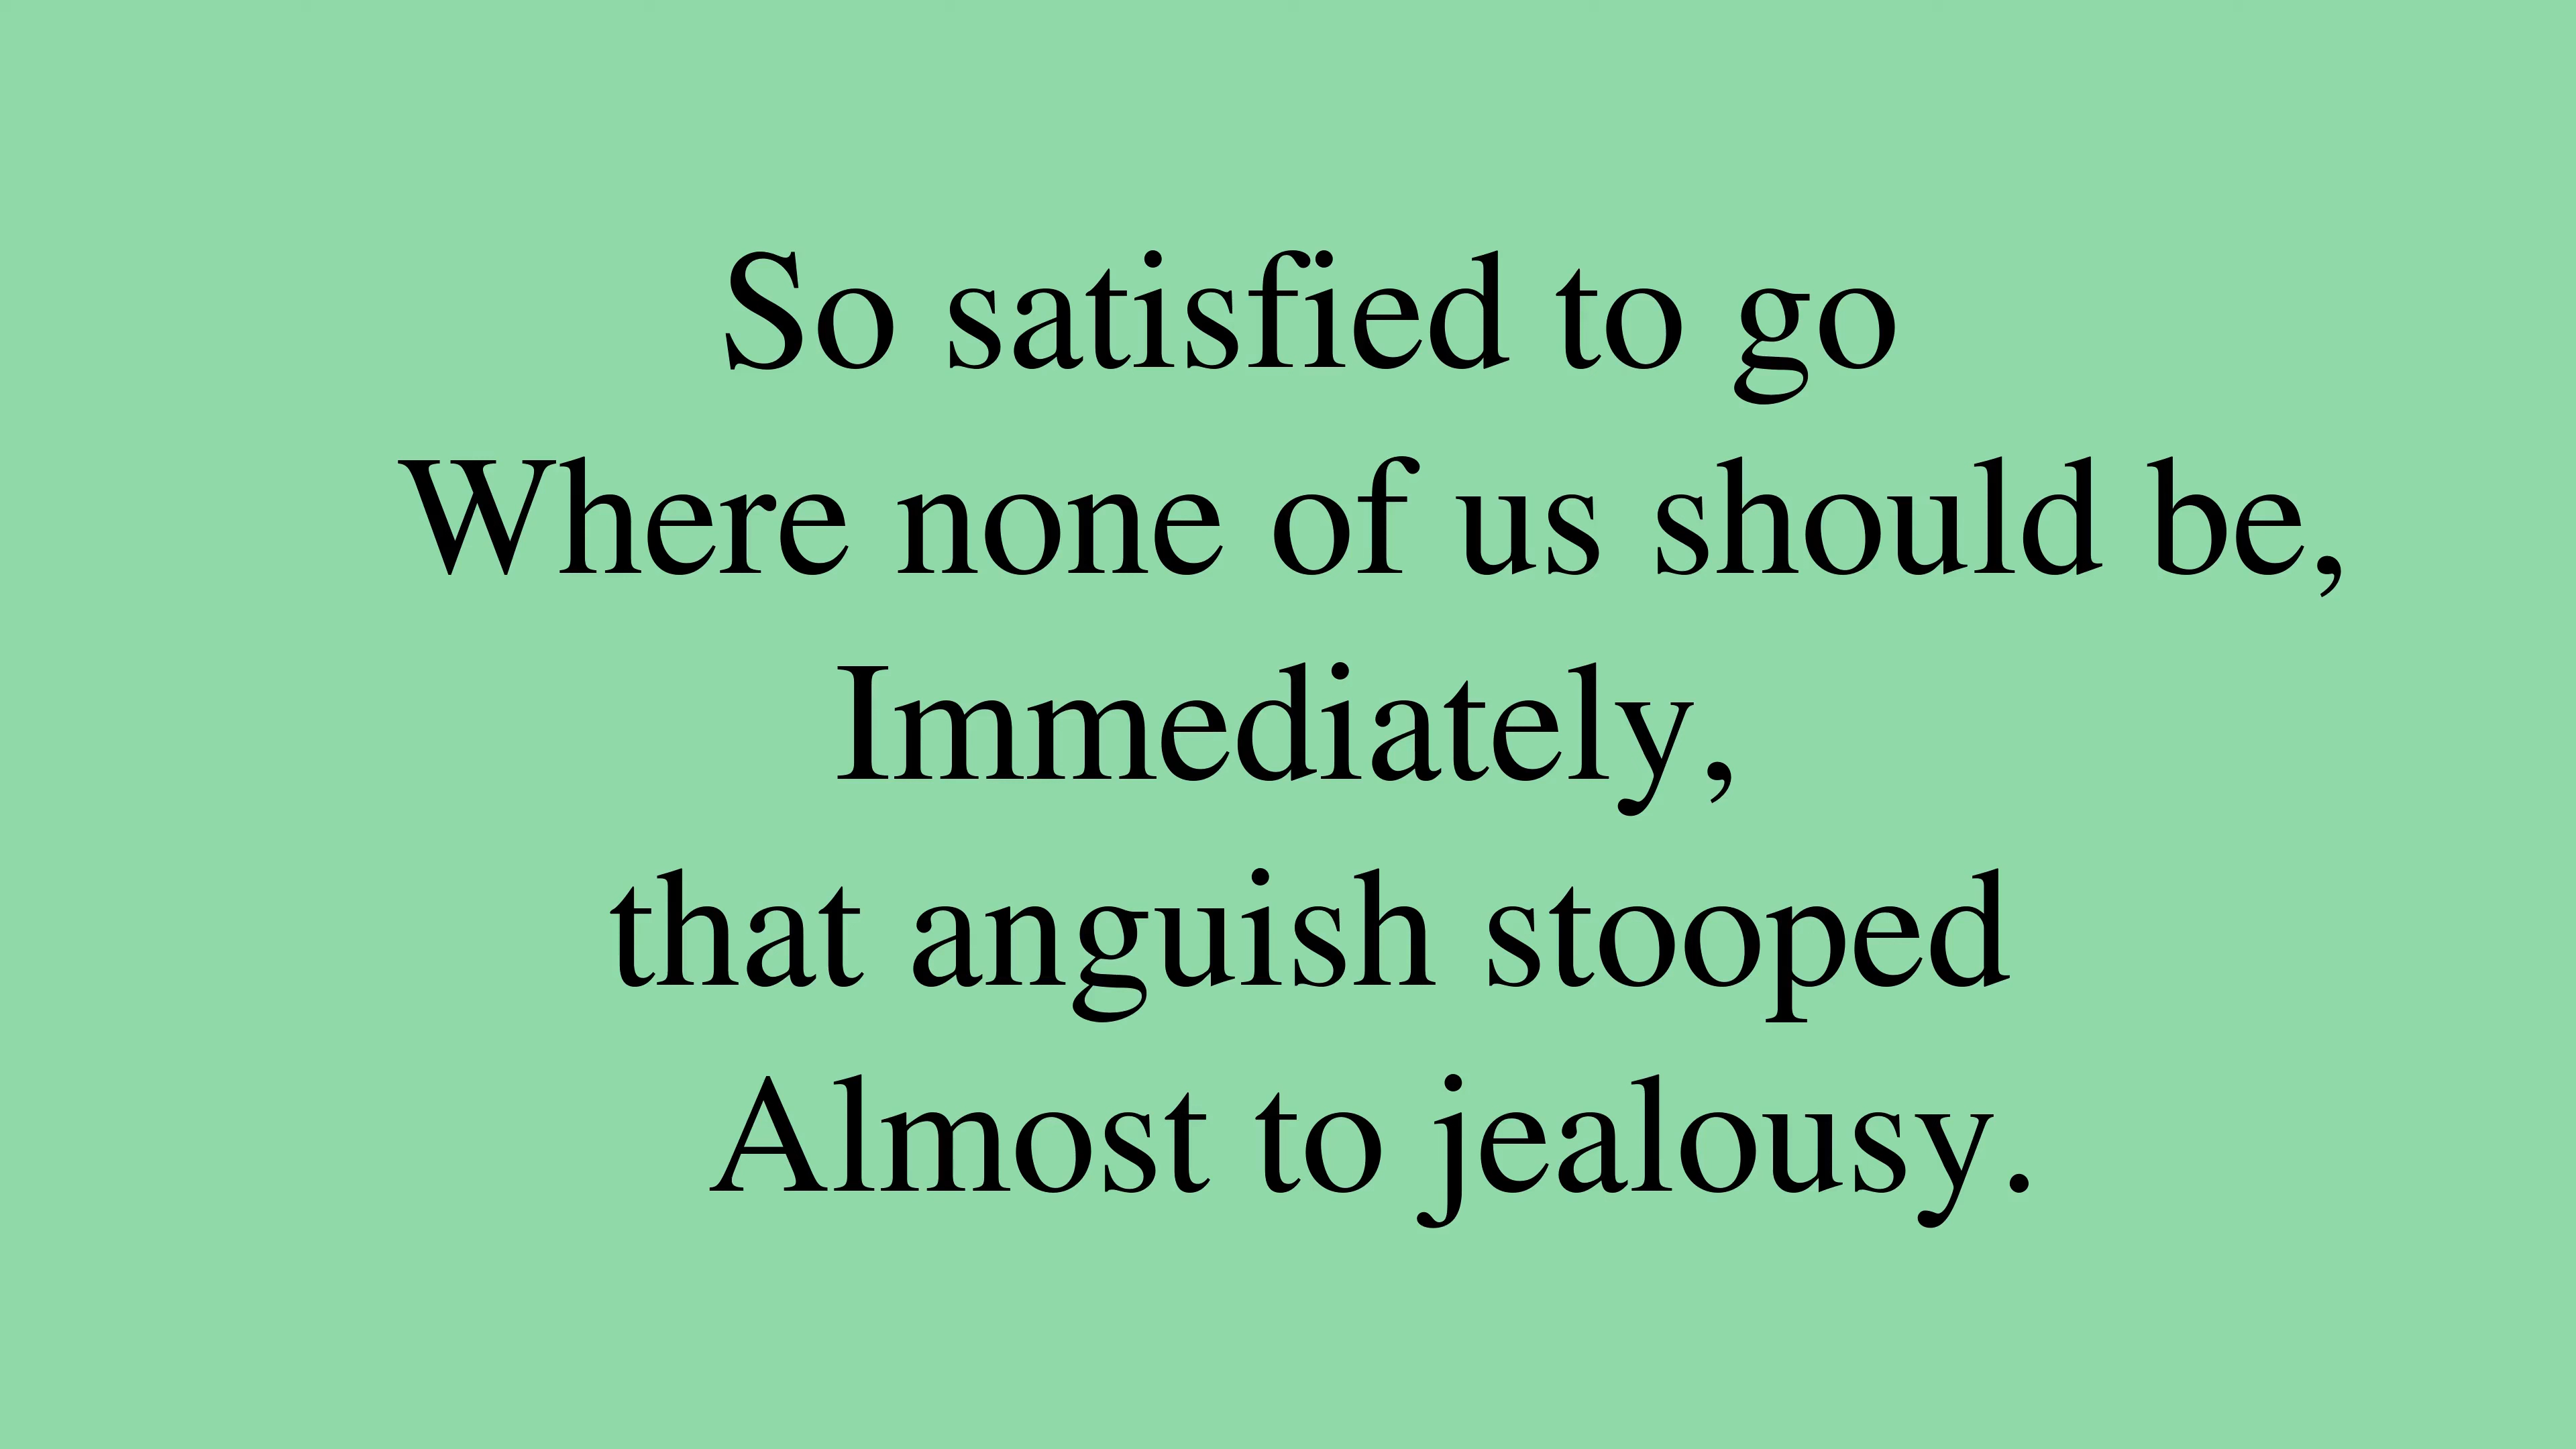 So satisfied to go
Where none of us should be,
Immediately,
that anguish stooped
Almost to jealousy.